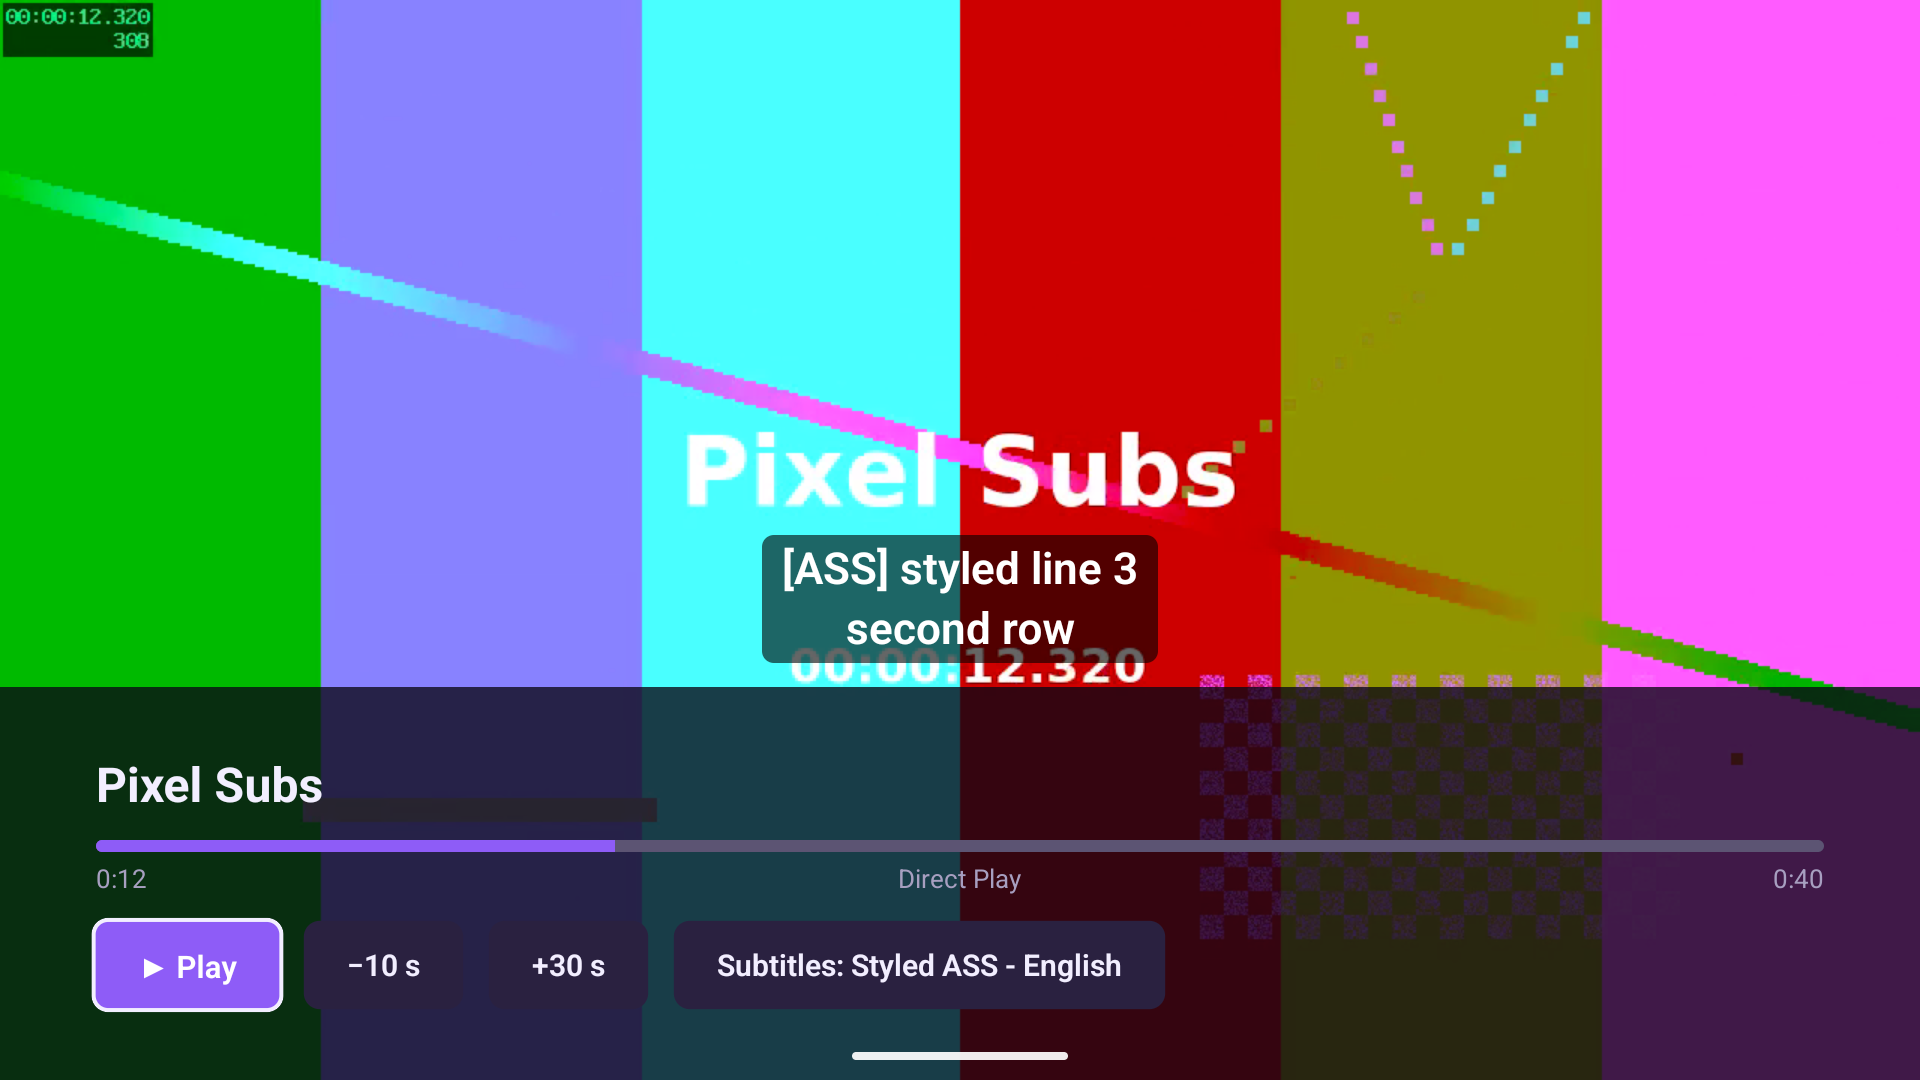 00:00:12.320
308
Pixel Subs
[ASS] styled line 3
second row
00:00:12.320
Pixel Subs
0:12
Direct Play
0:40
▶ Play
−10 s
+30 s
Subtitles: Styled ASS - English